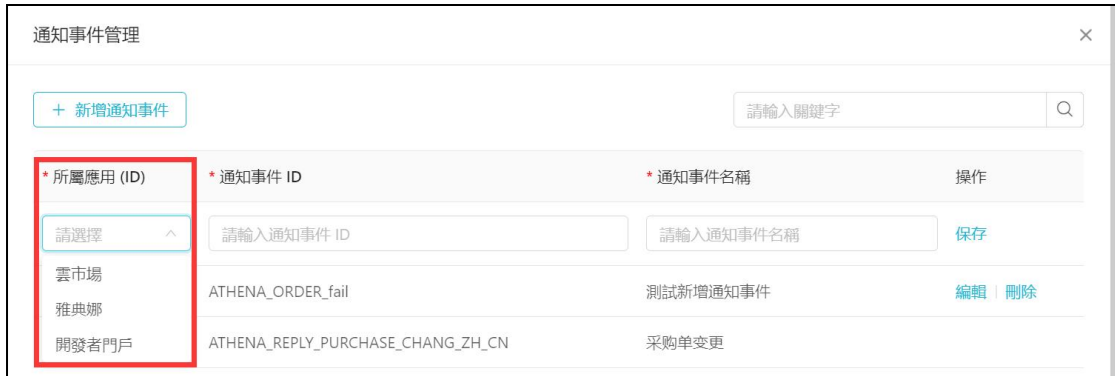 通知事件管理
+ 新增通知事件
請輸入關鍵字
* 所屬應用 (ID) * 通知事件 ID * 通知事件名稱 操作
請選擇 請輸入通知事件 ID 請輸入通知事件名稱 保存
雲市場
ATHENA_ORDER_fail 測試新增通知事件 編輯 | 刪除
雅典娜
開發者門戶 ATHENA_REPLY_PURCHASE_CHANG_ZH_CN 采购单变更